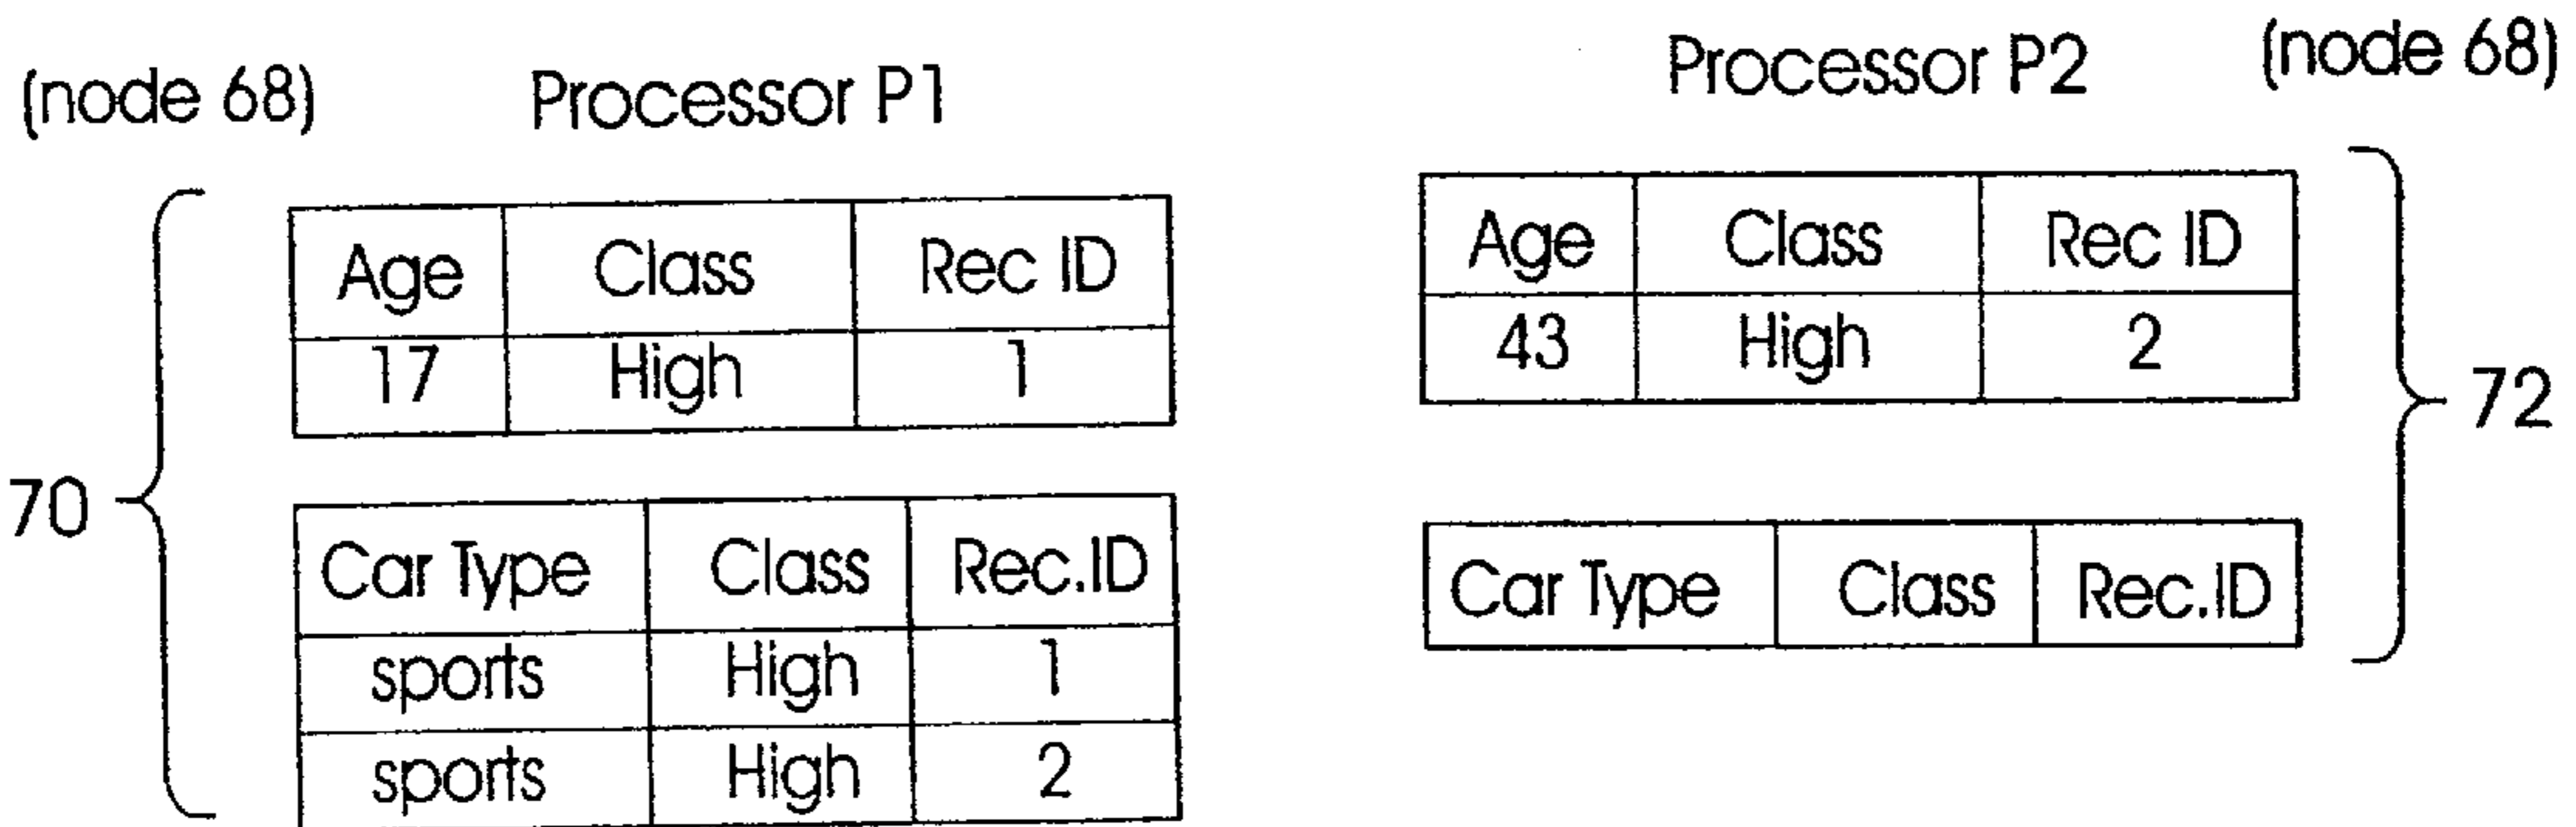 (node 68) Processor P1
Age Class Rec ID
17 High 1
70
Car Type Class Rec.ID
sports High 1
sports High 2
Processor P2 (node 68)
Age Class Rec ID
43 High 2
72
Car Type Class Rec.ID